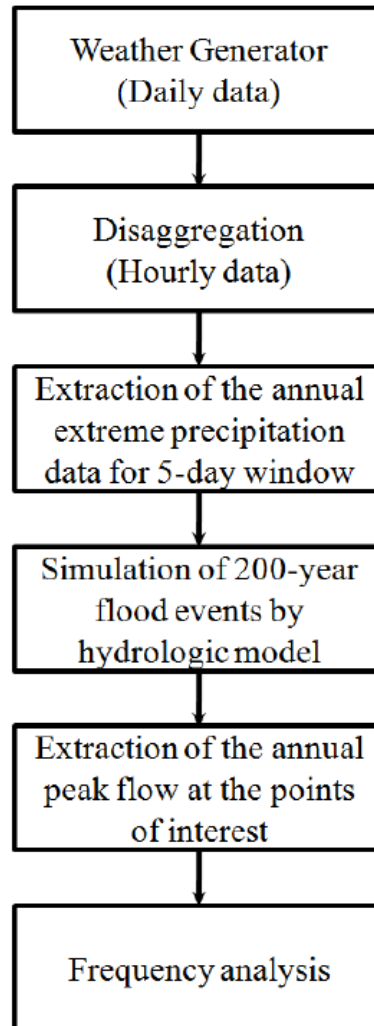 Weather Generator
(Daily data)
Disaggregation
(Hourly data)
Extraction of the annual
extreme precipitation
data for 5-day window
Simulation of 200-year
flood events by
hydrologic model
Extraction of the annual
peak flow at the points
of interest
Frequency analysis